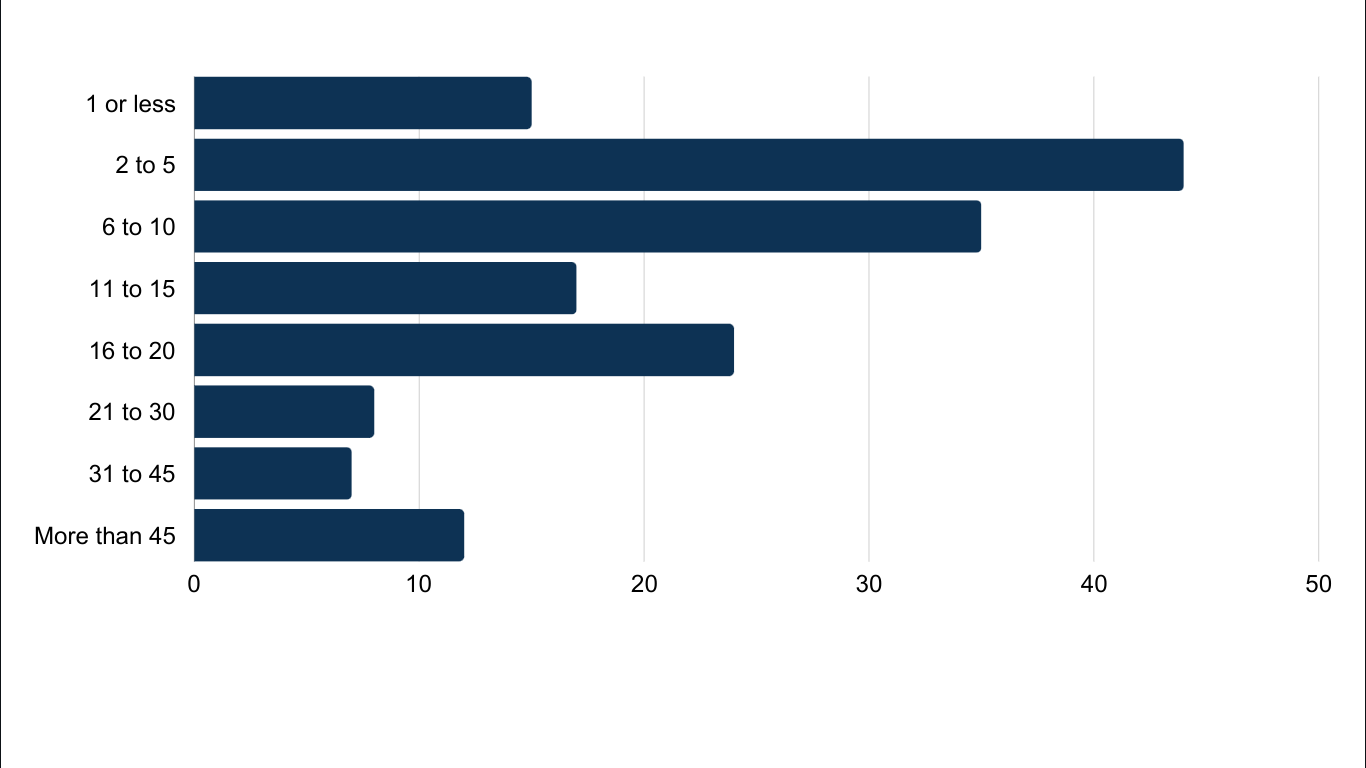 1 or less
2 to 5
6 to 10
11 to 15
16 to 20
21 to 30
31 to 45
More than 45
0 10 20 30 40 50